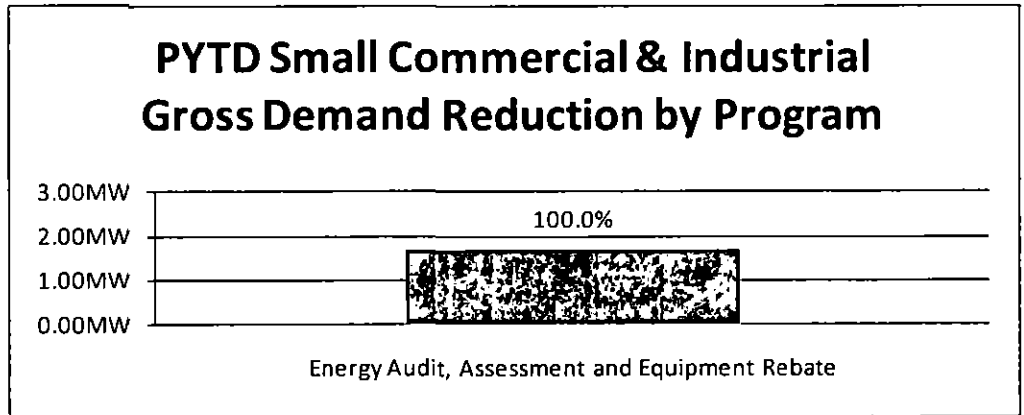 PYTD Small Commercial & Industrial
Gross Demand Reduction by Program
3.00MW
100.0%
2.00MW
1.00MW
0.00MW
Energy Audit, Assessment and Equipment Rebate